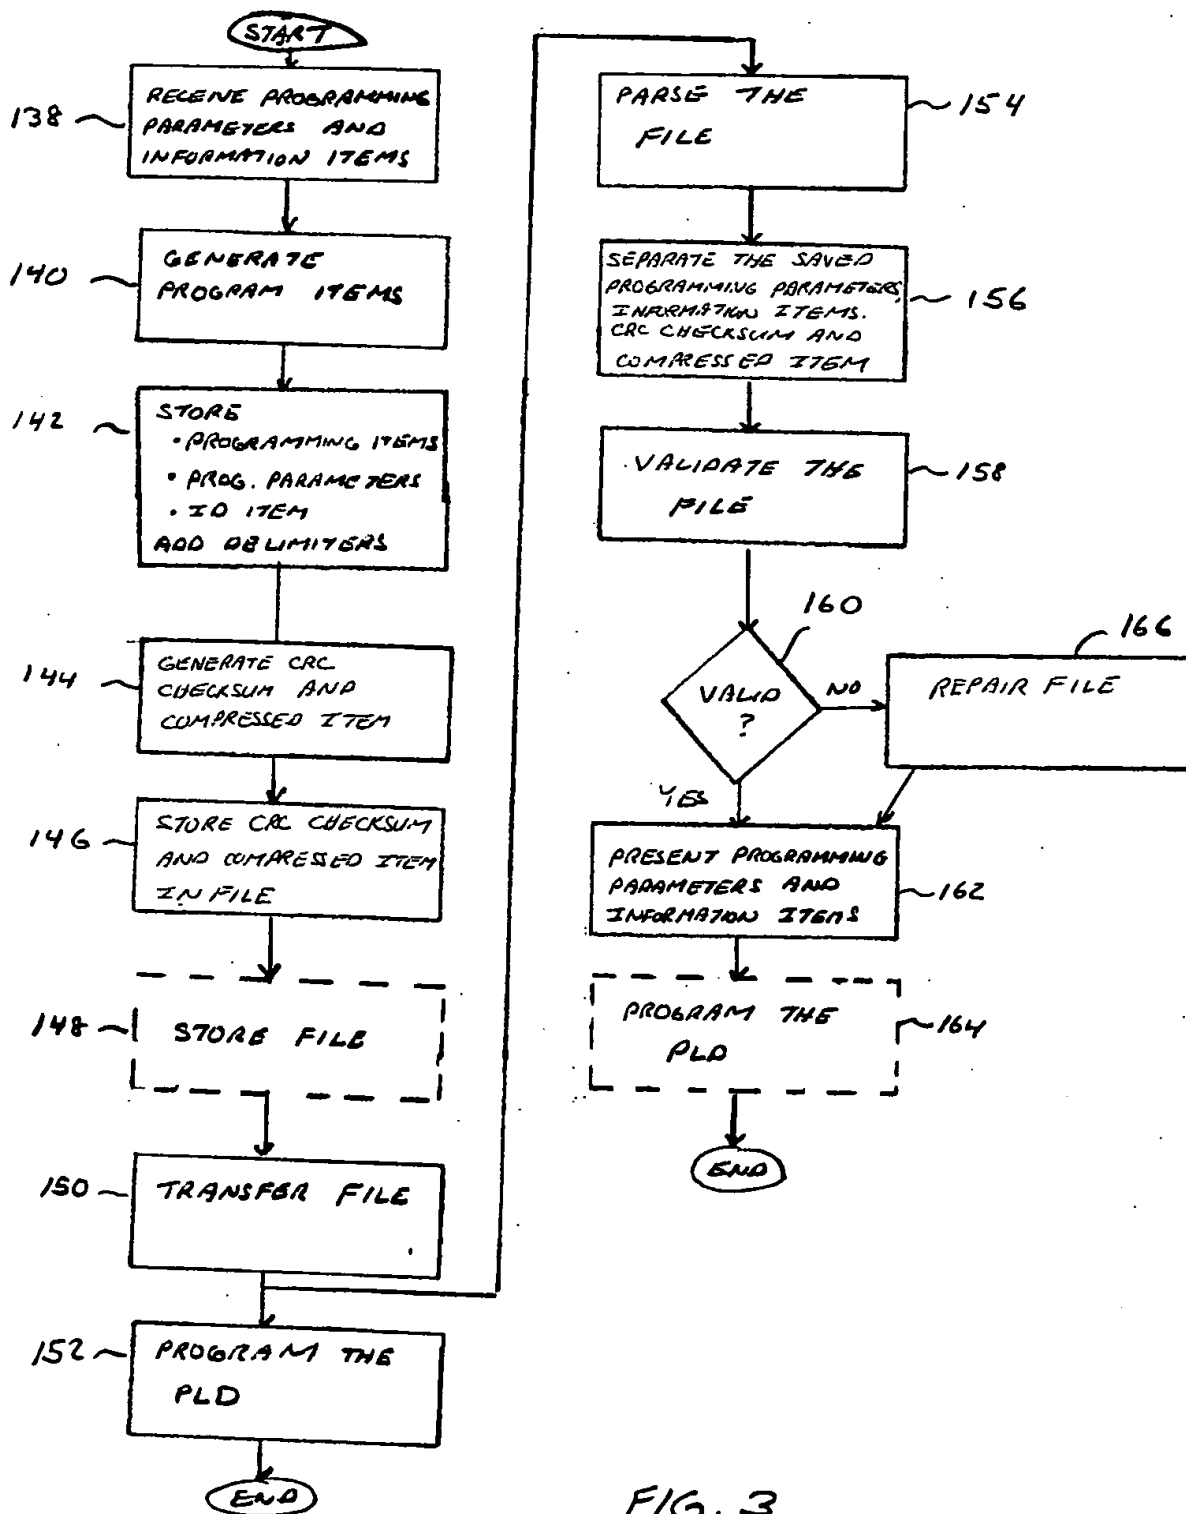 START
138
RECEIVE PROGRAMMING
PARAMETERS AND
INFORMATION ITEMS
140
GENERATE
PROGRAM ITEMS
142
STORE
• PROGRAMMING ITEMS
• PROG. PARAMETERS
• ID ITEM
ADD DELIMITERS
144
GENERATE CRC
CHECKSUM AND
COMPRESSED ITEM
146
STORE CRC CHECKSUM
AND COMPRESSED ITEM
IN FILE
148
STORE FILE
150
TRANSFER FILE
152
PROGRAM THE
PLD
END
PARSE THE
FILE
154
SEPARATE THE SAVED
PROGRAMMING PARAMETERS,
INFORMATION ITEMS.
CRC CHECKSUM AND
COMPRESSED ITEM
156
VALIDATE THE
FILE
158
160
VALID
?
NO
166
REPAIR FILE
YES
PRESENT PROGRAMMING
PARAMETERS AND
INFORMATION ITEMS
162
PROGRAM THE
PLD
164
END
FIG. 3